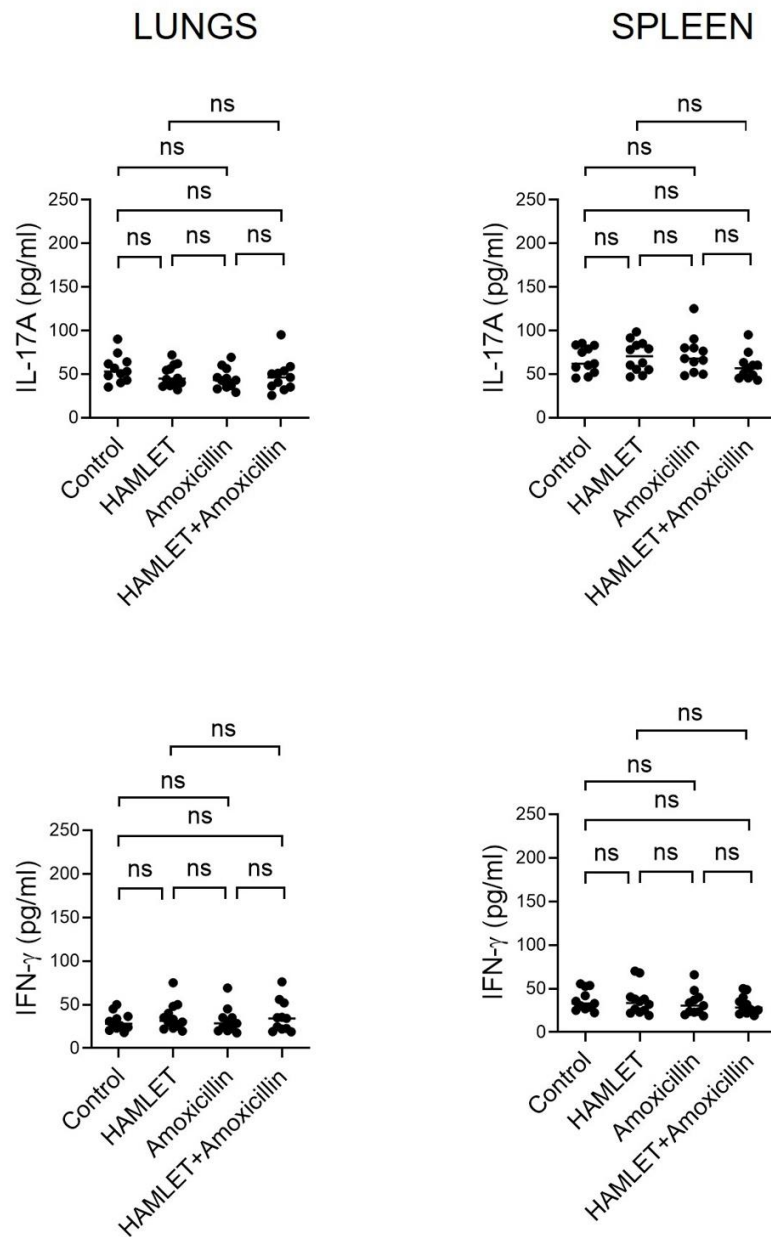 LUNGS
SPLEEN
ns
ns
ns
ns
ns
ns
IL-17A (pg/ml)
250
200
150
100
50
0
Control
HAMLET
Amoxicillin
HAMLET+Amoxicillin
ns
ns
ns
ns
ns
ns
IL-17A (pg/ml)
250
200
150
100
50
0
Control
HAMLET
Amoxicillin
HAMLET+Amoxicillin
ns
ns
ns
ns
ns
ns
IFN-γ (pg/ml)
250
200
150
100
50
0
Control
HAMLET
Amoxicillin
HAMLET+Amoxicillin
ns
ns
ns
ns
ns
ns
IFN-γ (pg/ml)
250
200
150
100
50
0
Control
HAMLET
Amoxicillin
HAMLET+Amoxicillin